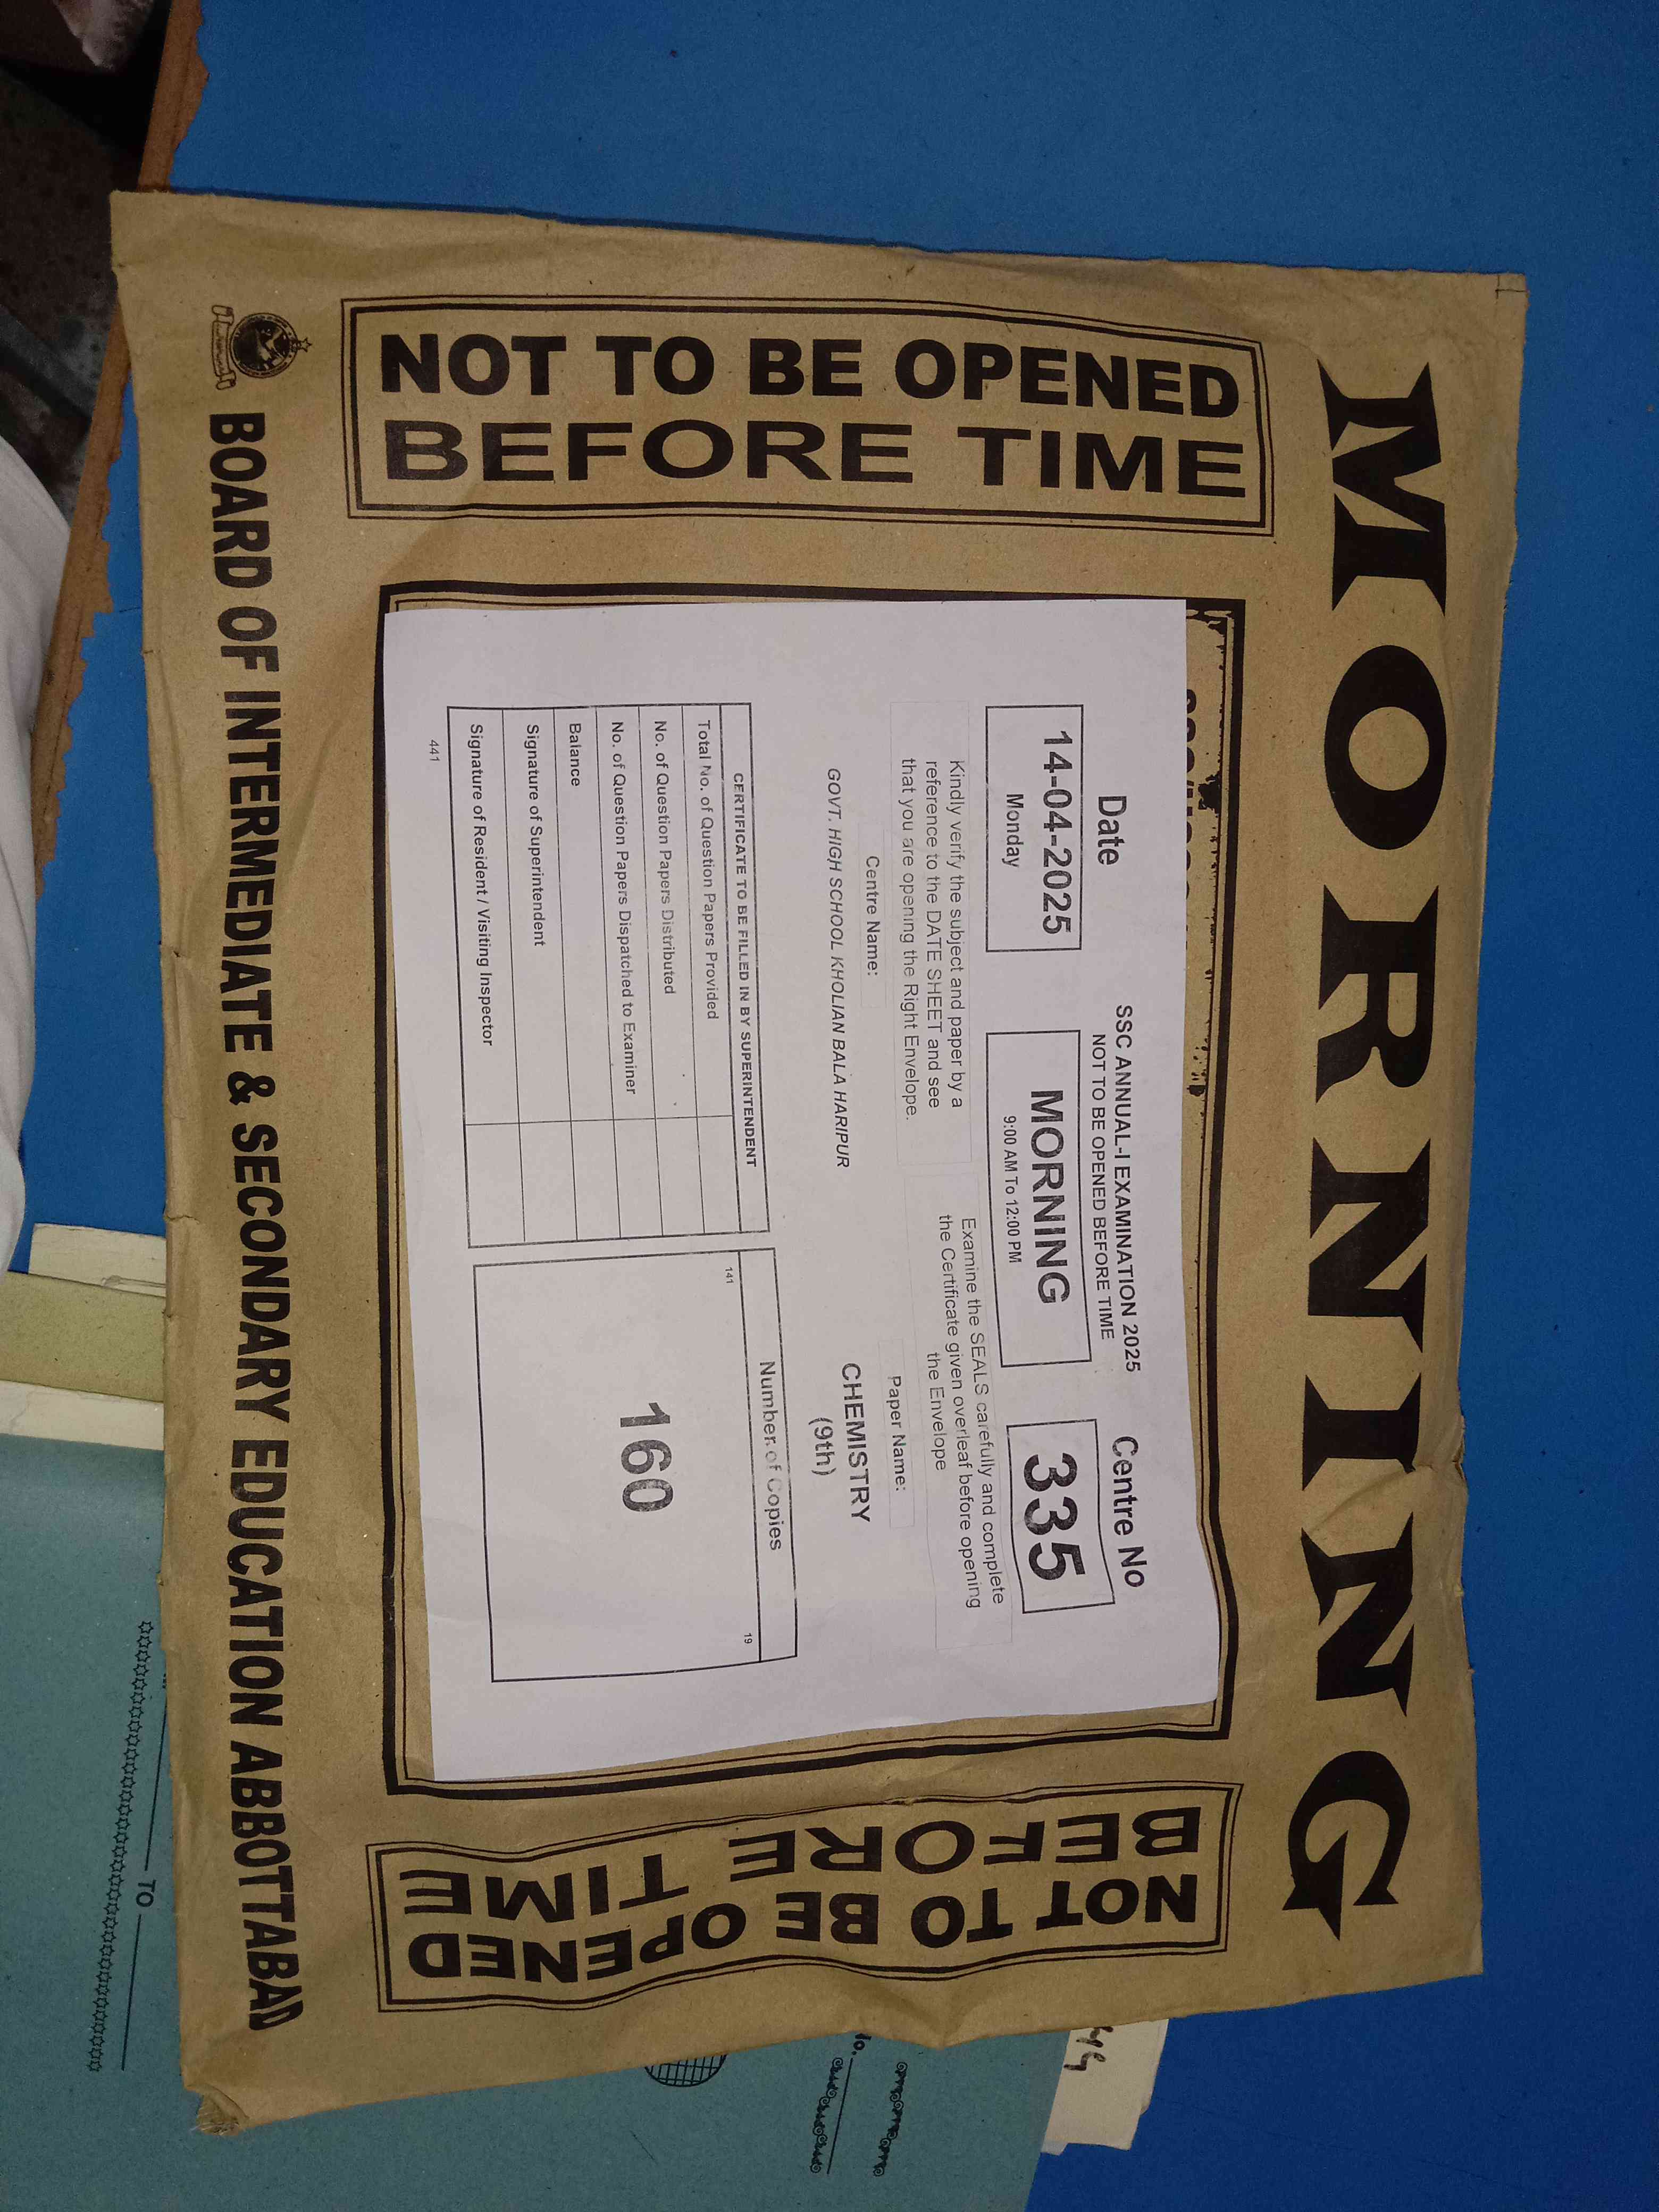 MORNING
NOT TO BE OPENED
BEFORE TIME
Date
14-04-2025
Monday
SSC ANNUAL-I EXAMINATION 2025
NOT TO BE OPENED BEFORE TIME
MORNING
9:00 AM To 12:00 PM
Centre No
335
Kindly verify the subject and paper by a
reference to the DATE SHEET and see
that you are opening the Right Envelope.
Examine the SEALS carefully and complete
the Certificate given overleaf before opening
the Envelope
Centre Name:
GOVT. HIGH SCHOOL KHOLIAN BALA HARIPUR
Paper Name:
CHEMISTRY
(9th)
CERTIFICATE TO BE FILLED IN BY SUPERINTENDENT
Total No. of Question Papers Provided
No. of Question Papers Distributed
No. of Question Papers Dispatched to Examiner
Balance
Signature of Superintendent
Signature of Resident / Visiting Inspector
441
Number of Copies
141
19
160
NOT TO BE OPENED
BEFORE TIME
BOARD OF INTERMEDIATE & SECONDARY EDUCATION ABBOTTABAD
No.
TO